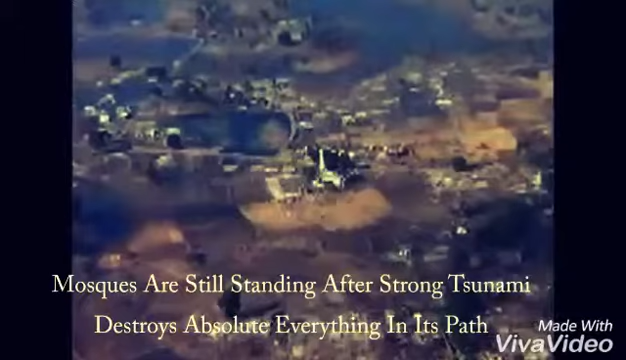 Mosques Are Still Standing After Strong Tsunami
Destroys Absolute Everything In Its Path
Made With
VivaVideo